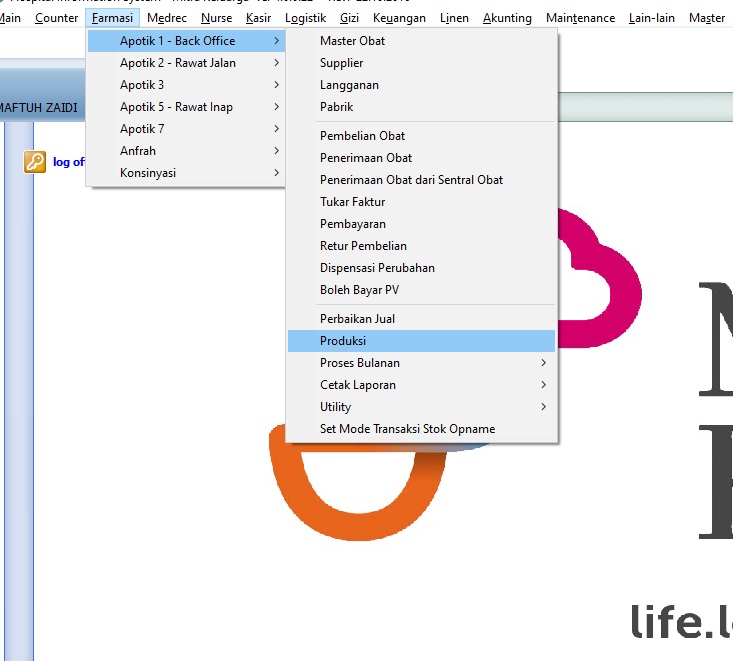 Main Counter Farmasi Medrec Nurse Kasir Logistik Gizi Keuangan Linen Akunting Maintenance Lain-lain Master
Apotik 1 - Back Office
Apotik 2 - Rawat Jalan
Apotik 3
Apotik 5 - Rawat Inap
Apotik 7
Anfrah
Konsinyasi
Master Obat
Supplier
Langganan
Pabrik
Pembelian Obat
Penerimaan Obat
Penerimaan Obat dari Sentral Obat
Tukar Faktur
Pembayaran
Retur Pembelian
Dispensasi Perubahan
Boleh Bayar PV
Perbaikan Jual
Produksi
Proses Bulanan
Cetak Laporan
Utility
Set Mode Transaksi Stok Opname
MAFTUH ZAIDI
log of
life.l